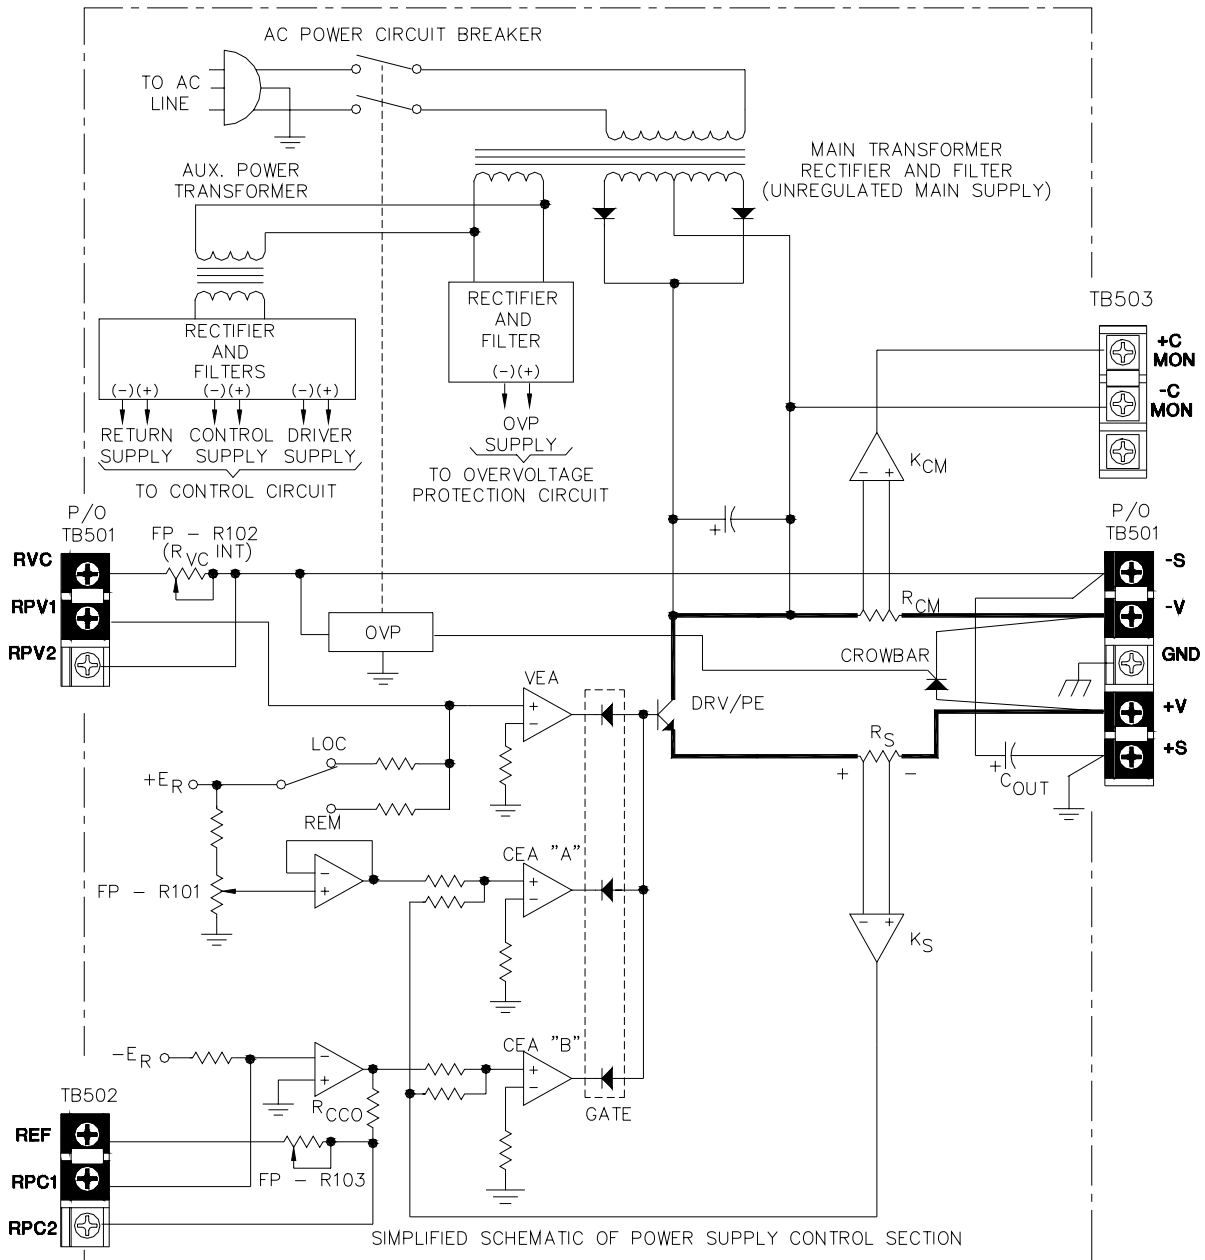 AC POWER CIRCUIT BREAKER
TO AC
LINE
MAIN TRANSFORMER
RECTIFIER AND FILTER
(UNREGULATED MAIN SUPPLY)
AUX. POWER
TRANSFORMER
RECTIFIER
AND
FILTER
(-)(+)
TB503
RECTIFIER
AND
FILTERS
(-)(+)
(-)(+)
(-)(+)
+C
MON
-C
MON
RETURN
SUPPLY
CONTROL
SUPPLY
DRIVER
SUPPLY
OVP
SUPPLY
TO CONTROL CIRCUIT
TO OVERVOLTAGE
PROTECTION CIRCUIT
- +
KCM
+
P/O
TB501
FP - R102
(RVC INT)
P/O
TB501
RVC
RPV1
RPV2
-S
-V
GND
+V
+S
RCM
OVP
CROWBAR
VEA
+
-
DRV/PE
RS
+ -
+
COUT
LOC
+ER
REM
CEA "A"
-
+
+
-
FP - R101
- +
KS
-ER
-
+
CEA "B"
+
-
RCCO
GATE
TB502
REF
RPC1
RPC2
FP - R103
SIMPLIFIED SCHEMATIC OF POWER SUPPLY CONTROL SECTION